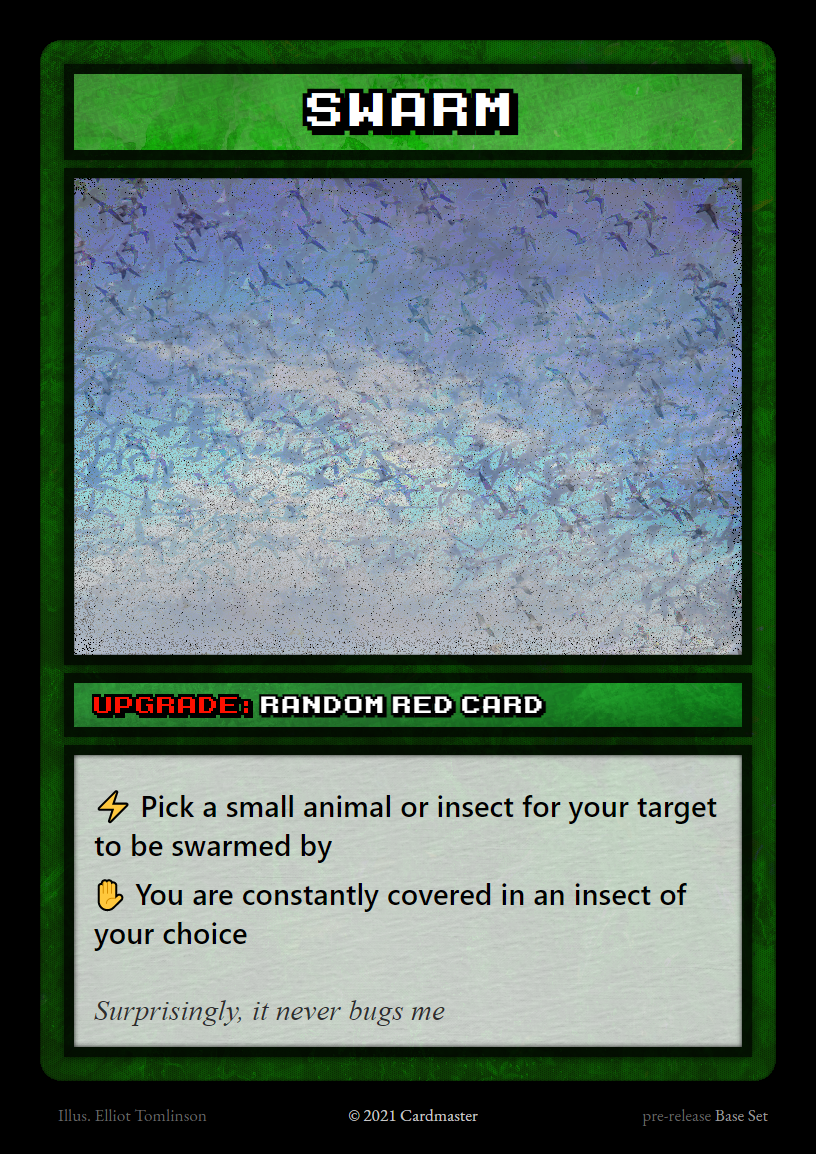 SWARM
UPGRADE: RANDOM RED CARD
⚡ Pick a small animal or insect for your target
to be swarmed by
✋ You are constantly covered in an insect of
your choice
Surprisingly, it never bugs me
Illus. Elliot Tomlinson © 2021 Cardmaster pre-release Base Set